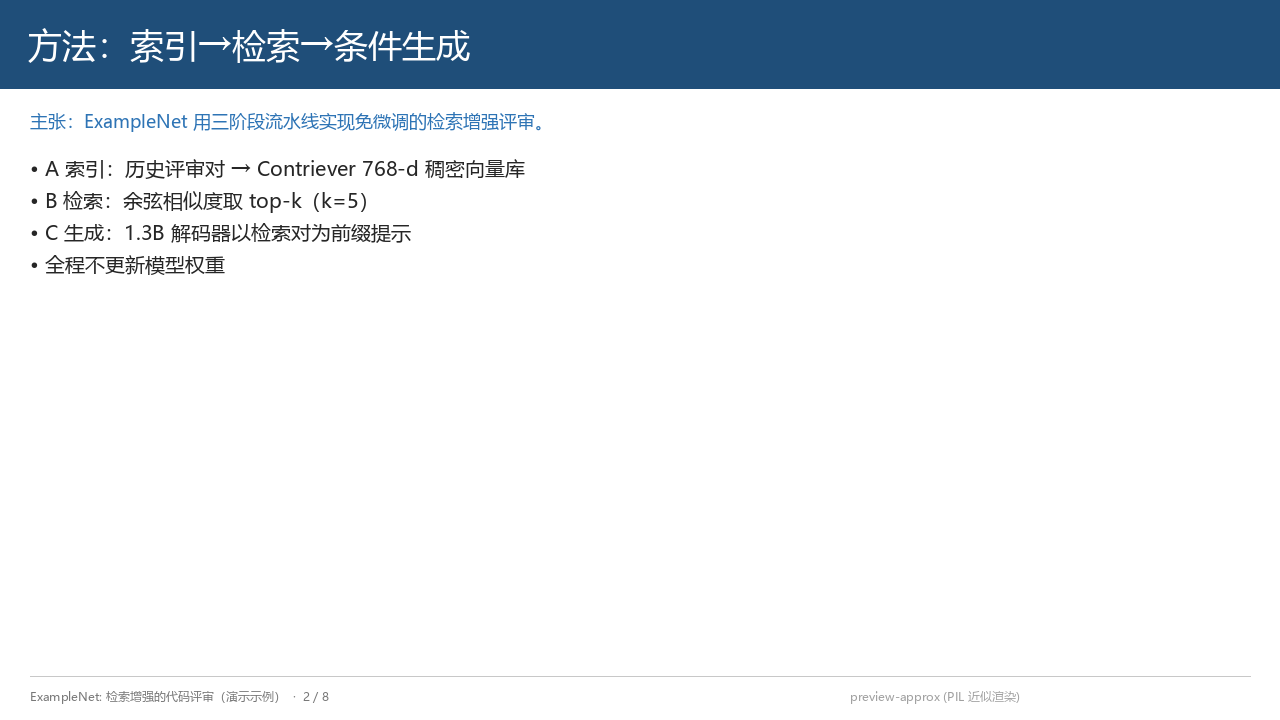 方法：索引→检索→条件生成
主张：ExampleNet 用三阶段流水线实现免微调的检索增强评审。
• A 索引：历史评审对 → Contriever 768-d 稠密向量库
• B 检索：余弦相似度取 top-k（k=5）
• C 生成：1.3B 解码器以检索对为前缀提示
• 全程不更新模型权重
ExampleNet: 检索增强的代码评审（演示示例） · 2 / 8
preview-approx (PIL 近似渲染)